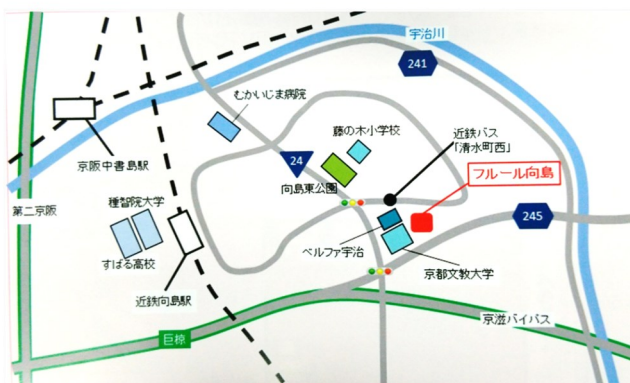 宇治川
241
むかいじま病院
藤の木小学校
近鉄バス
「清水町西」
24
京阪中書島駅
向島東公園
フルール向島
種智院大学
第二京阪
245
ベルファ宇治
すばる高校
京都文教大学
近鉄向島駅
京滋バイパス
巨椋